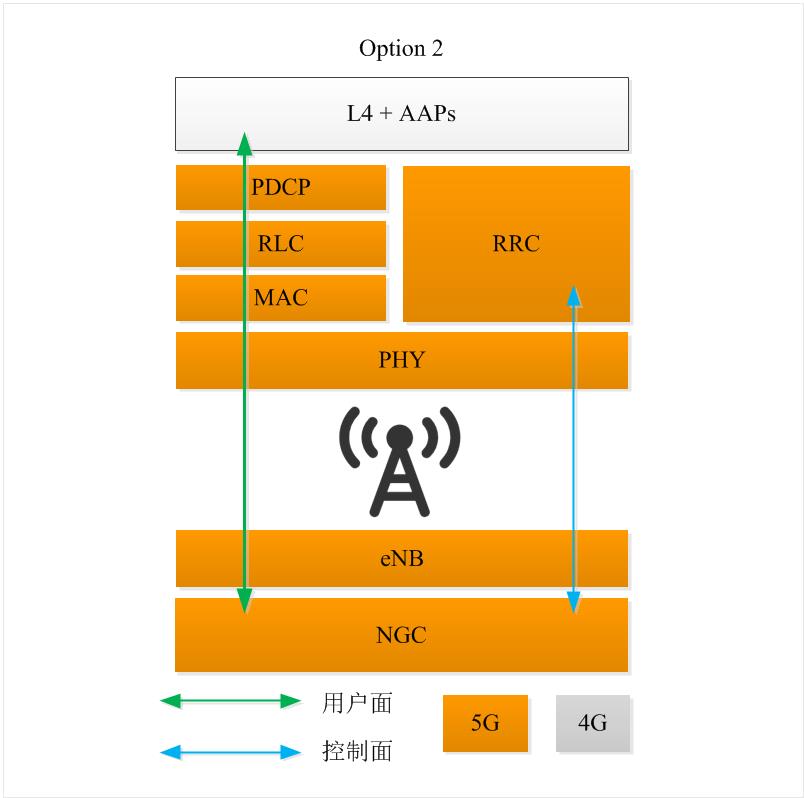 Option 2
L4 + AAPs
PDCP
RLC
MAC
RRC
PHY
eNB
NGC
用户面
控制面
5G
4G